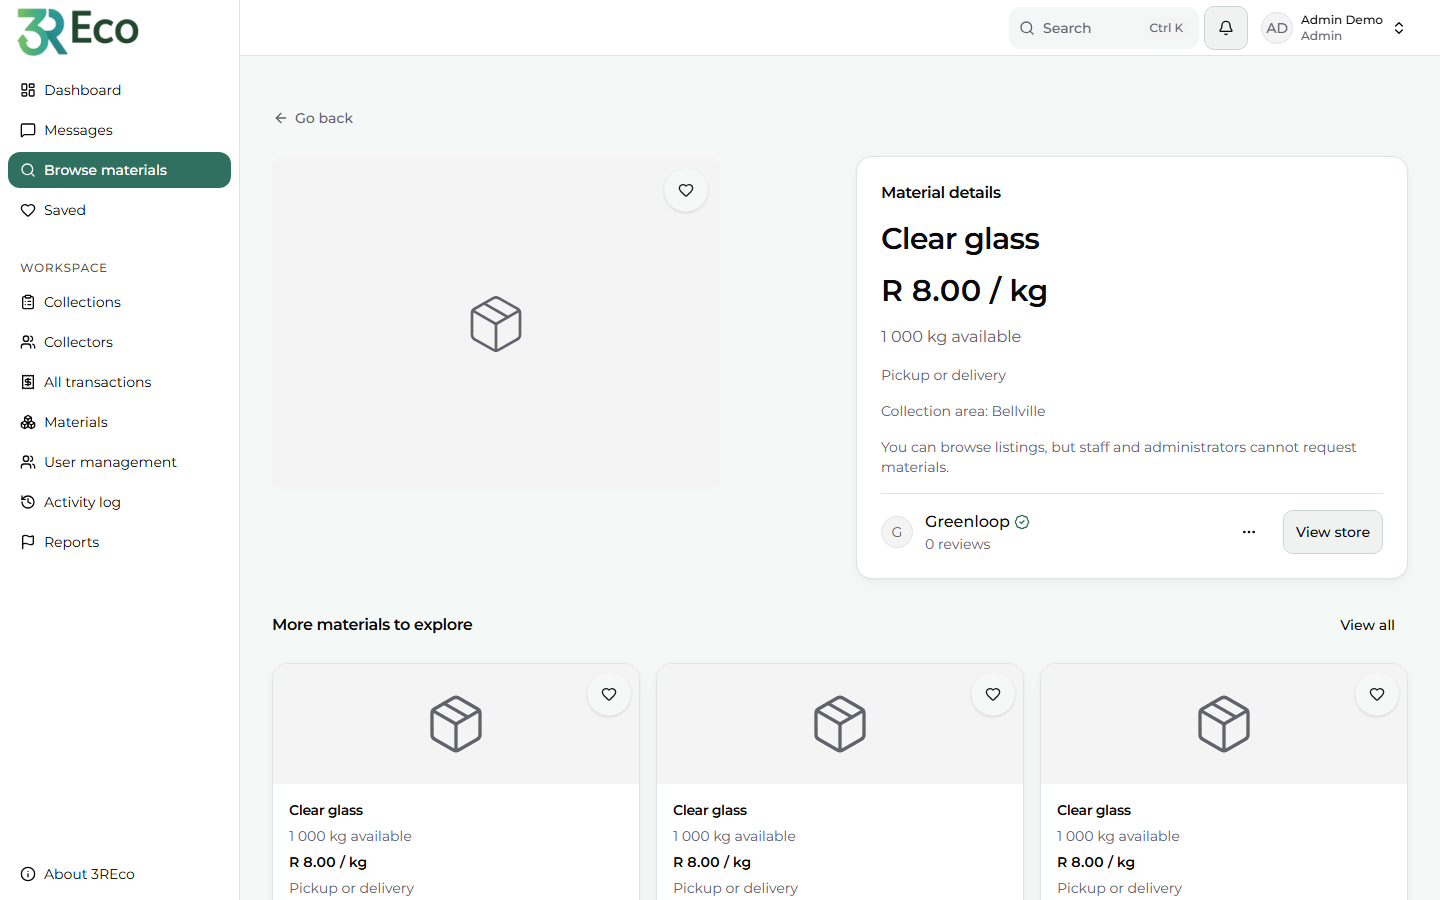 3R Eco
Search
Ctrl K
AD
Admin Demo
Admin
Dashboard
Messages
Browse materials
Saved
WORKSPACE
Collections
Collectors
All transactions
Materials
User management
Activity log
Reports
About 3REco
Go back
Material details
Clear glass
R 8.00 / kg
1 000 kg available
Pickup or delivery
Collection area: Bellville
You can browse listings, but staff and administrators cannot request
materials.
G
Greenloop
0 reviews
View store
More materials to explore
View all
Clear glass
1 000 kg available
R 8.00 / kg
Pickup or delivery
Clear glass
1 000 kg available
R 8.00 / kg
Pickup or delivery
Clear glass
1 000 kg available
R 8.00 / kg
Pickup or delivery